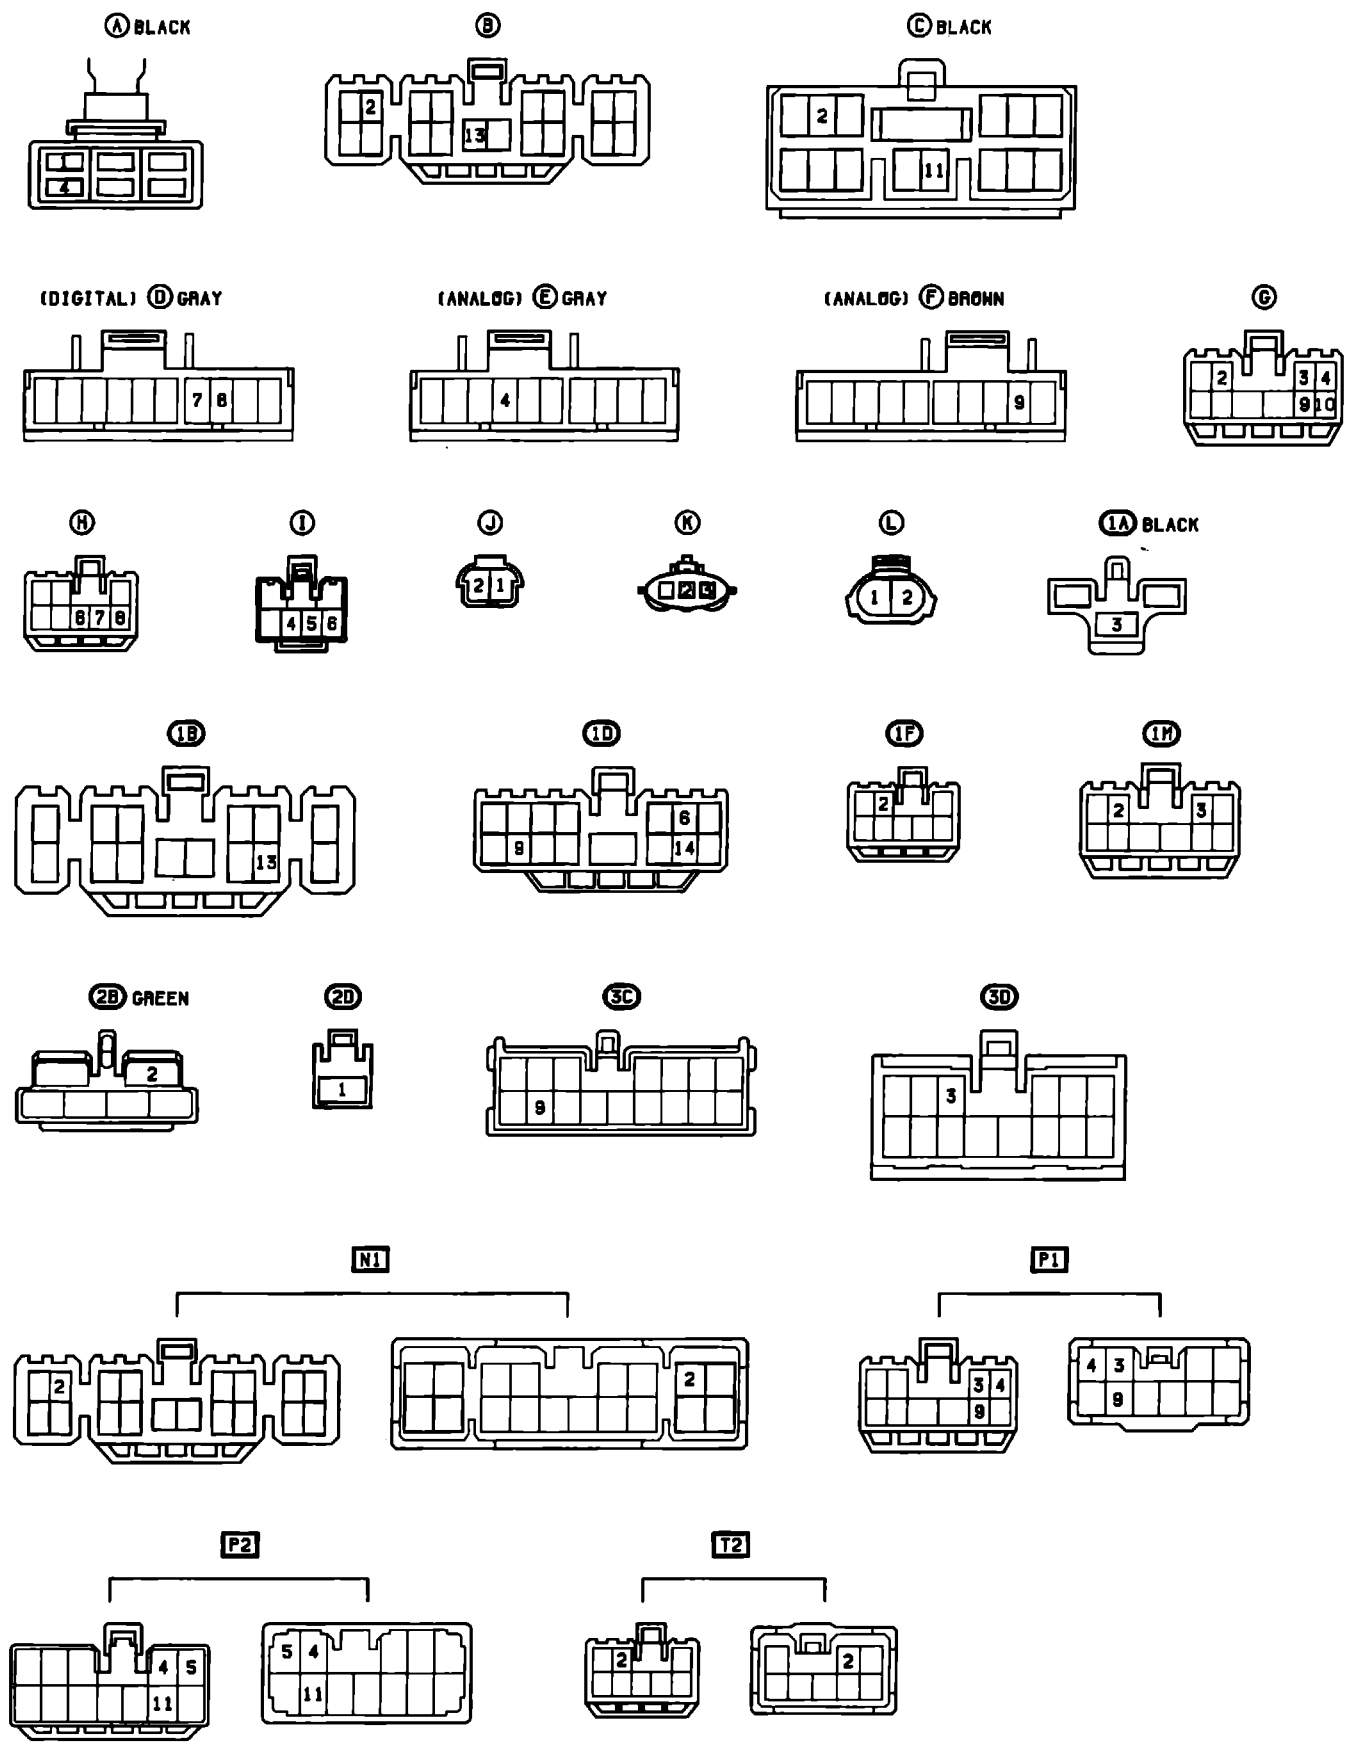 A BLACK
B
C BLACK
2
13
2
11
4
(DIGITAL) D GRAY
(ANALOG) E GRAY
(ANALOG) F BROWN
G
7 8
4
9
2 3 4
9 10
H
I
J
K
L
1A BLACK
6 7 8
4 5 6
2 1
2 3
1 2
3
1B
1D
1F
1M
13
6
9 14
2
2 3
2B GREEN
2D
3C
3D
2
1
9
3
N1
P1
2
2
3 4
9
4 3
9
P2
T2
4 5
11
5 4
11
2
2